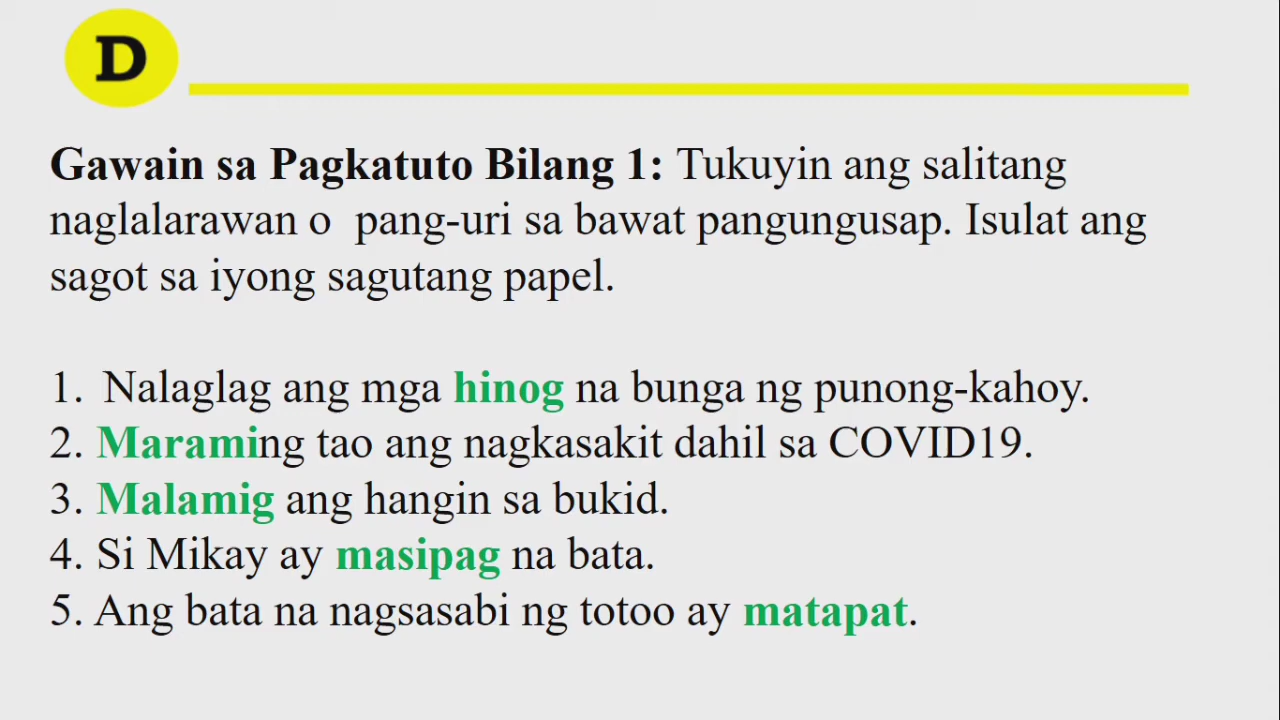 D
Gawain sa Pagkatuto Bilang 1: Tukuyin ang salitang
naglalarawan o pang-uri sa bawat pangungusap. Isulat ang
sagot sa iyong sagutang papel.
1. Nalaglag ang mga hinog na bunga ng punong-kahoy.
2. Maraming tao ang nagkasakit dahil sa COVID19.
3. Malamig ang hangin sa bukid.
4. Si Mikay ay masipag na bata.
5. Ang bata na nagsasabi ng totoo ay matapat.